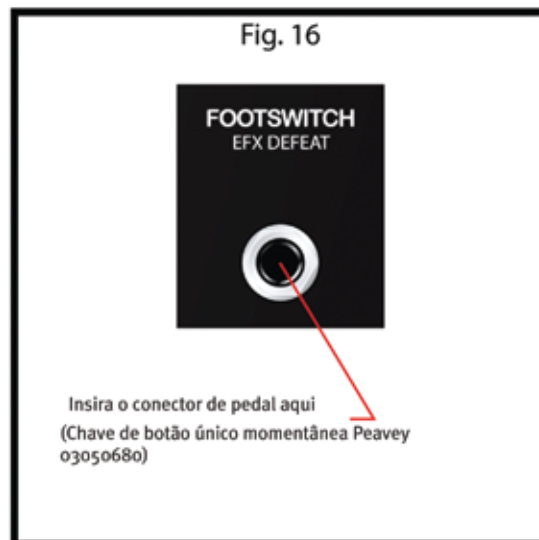 Fig. 16
FOOTSWITCH
EFX DEFEAT
Insira o conector de pedal aqui
(Chave de botão único momentânea Peavey
03050680)